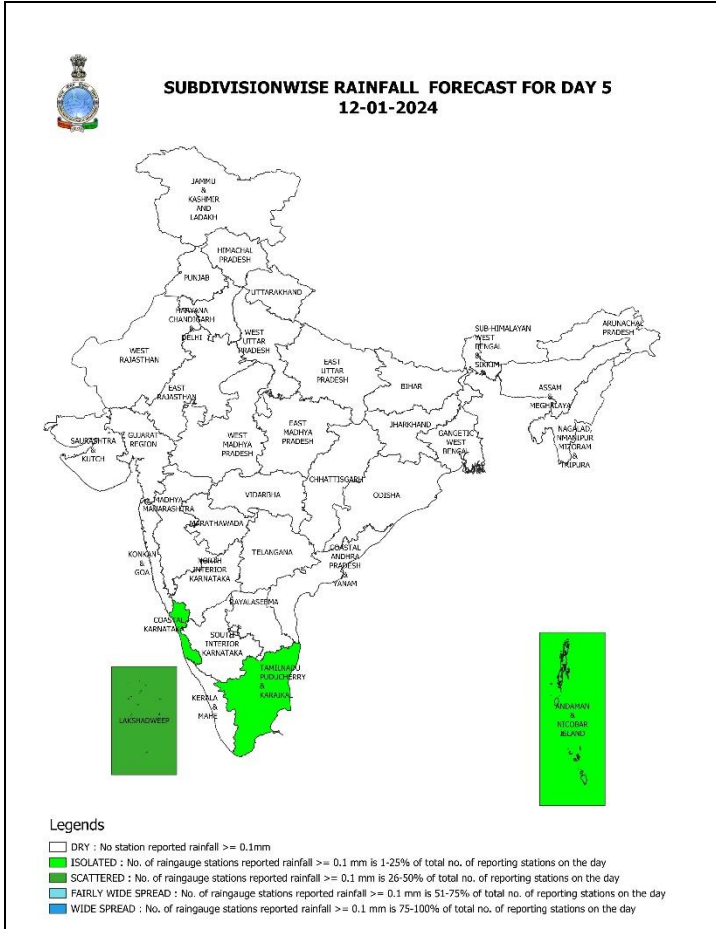 SUBDIVISIONWISE RAINFALL FORECAST FOR DAY 5
12-01-2024
JAMMU
&
KASHMIR
AND
LADAKH
HIMACHAL
PRADESH
PUNJAB
UTTARAKHAND
HARYANA
CHANDIGARH
&
DELHI
WEST
UTTAR
PRADESH
SUB-HIMALAYAN
WEST
BENGAL
&
SIKKIM
ARUNACHAL
PRADESH
WEST
RAJASTHAN
EAST
UTTAR
PRADESH
EAST
RAJASTHAN
BIHAR
ASSAM
&
MEGHALAYA
SAURASHTRA
&
KUTCH
GUJARAT
REGION
WEST
MADHYA
PRADESH
EAST
MADHYA
PRADESH
JHARKHAND
GANGETIC
WEST
BENGAL
NAGALAD,
NMANIPUR
MIZORAM
&
TRIPURA
CHHATTISGARH
VIDARBHA
ODISHA
MADHYA
MAHARASHTRA
MARATHAWADA
KONKAN
&
GOA
NORTH
INTERIOR
KARNATAKA
TELANGANA
COASTAL
ANDHRA
PRADESH
&
YANAM
RAYALASEEMA
COASTAL
KARNATAKA
SOUTH
INTERIOR
KARNATAKA
TAMILNADU
PUDUCHERRY
&
KARAIKAL
KERALA
&
MAHE
LAKSHADWEEP
ANDAMAN
&
NICOBAR
ISLAND
Legends
DRY : No station reported rainfall >= 0.1mm
ISOLATED : No. of raingauge stations reported rainfall >= 0.1 mm is 1-25% of total no. of reporting stations on the day
SCATTERED : No. of raingauge stations reported rainfall >= 0.1 mm is 26-50% of total no. of reporting stations on the day
FAIRLY WIDE SPREAD : No. of raingauge stations reported rainfall >= 0.1 mm is 51-75% of total no. of reporting stations on the day
WIDE SPREAD : No. of raingauge stations reported rainfall >= 0.1 mm is 75-100% of total no. of reporting stations on the day